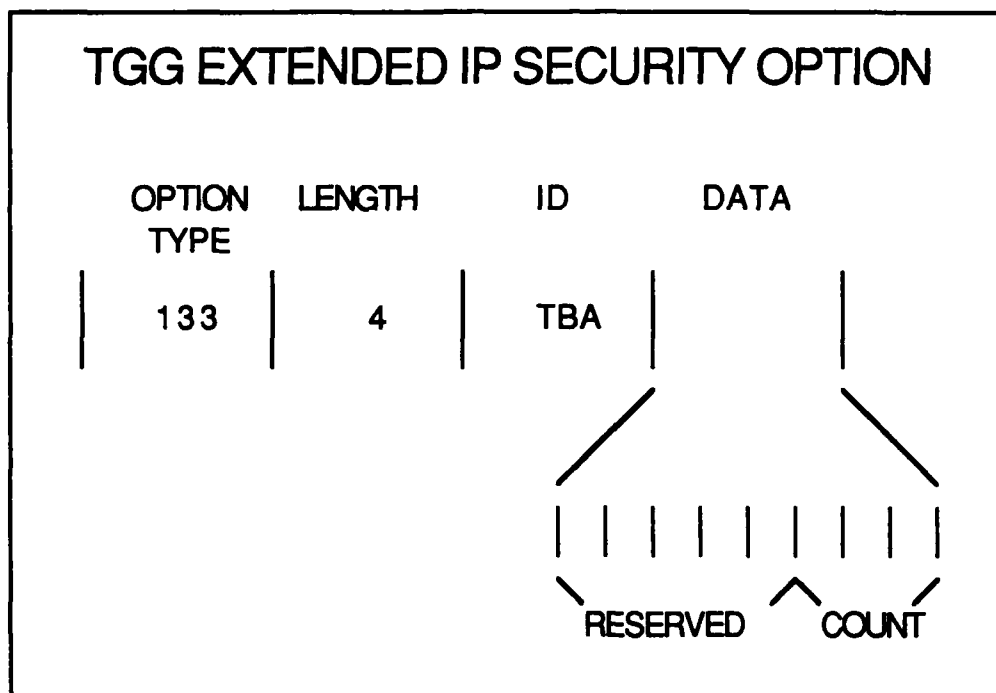 TGG EXTENDED IP SECURITY OPTION
OPTION TYPE LENGTH ID DATA
133 4 TBA
RESERVED COUNT